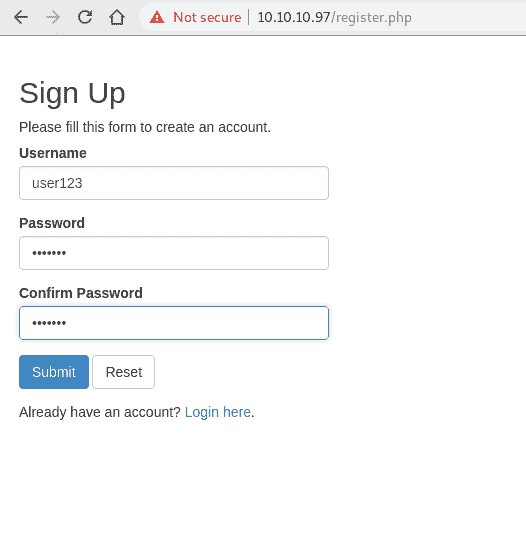 Not secure | 10.10.10.97/register.php
Sign Up
Please fill this form to create an account.
Username
user123
Password
•••••••
Confirm Password
•••••••
Submit Reset
Already have an account? Login here.